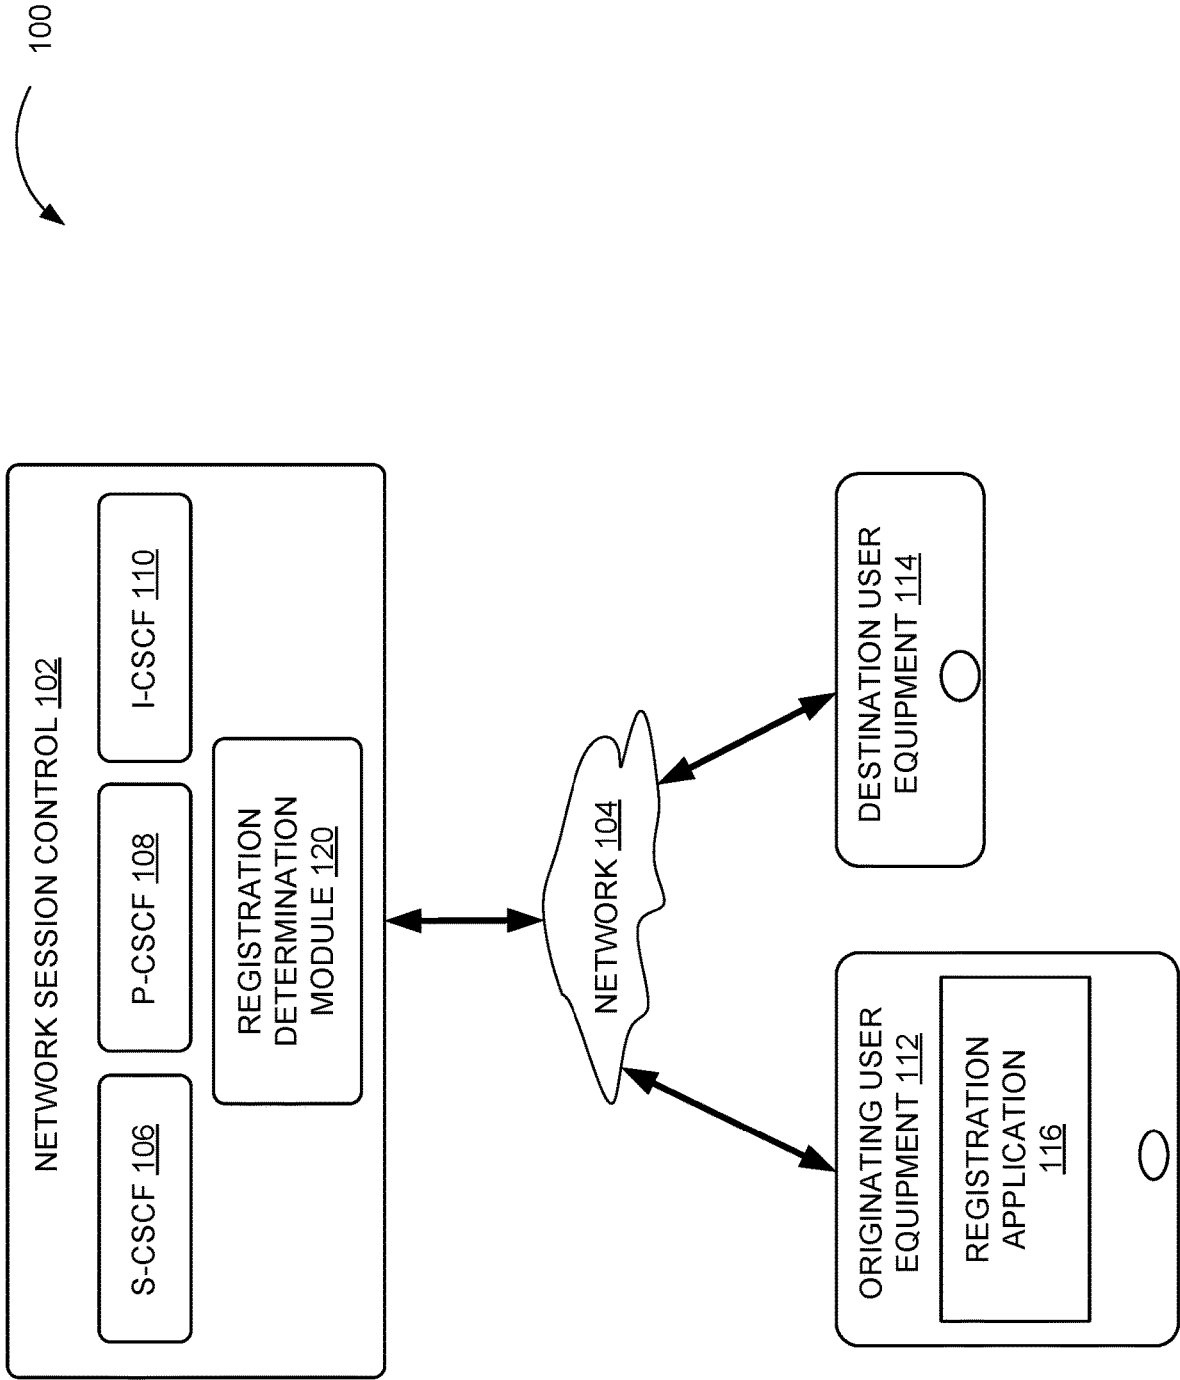 100
NETWORK SESSION CONTROL 102
S-CSCF 106
P-CSCF 108
I-CSCF 110
REGISTRATION
DETERMINATION
MODULE 120
NETWORK 104
ORIGINATING USER
EQUIPMENT 112
REGISTRATION
APPLICATION
116
DESTINATION USER
EQUIPMENT 114